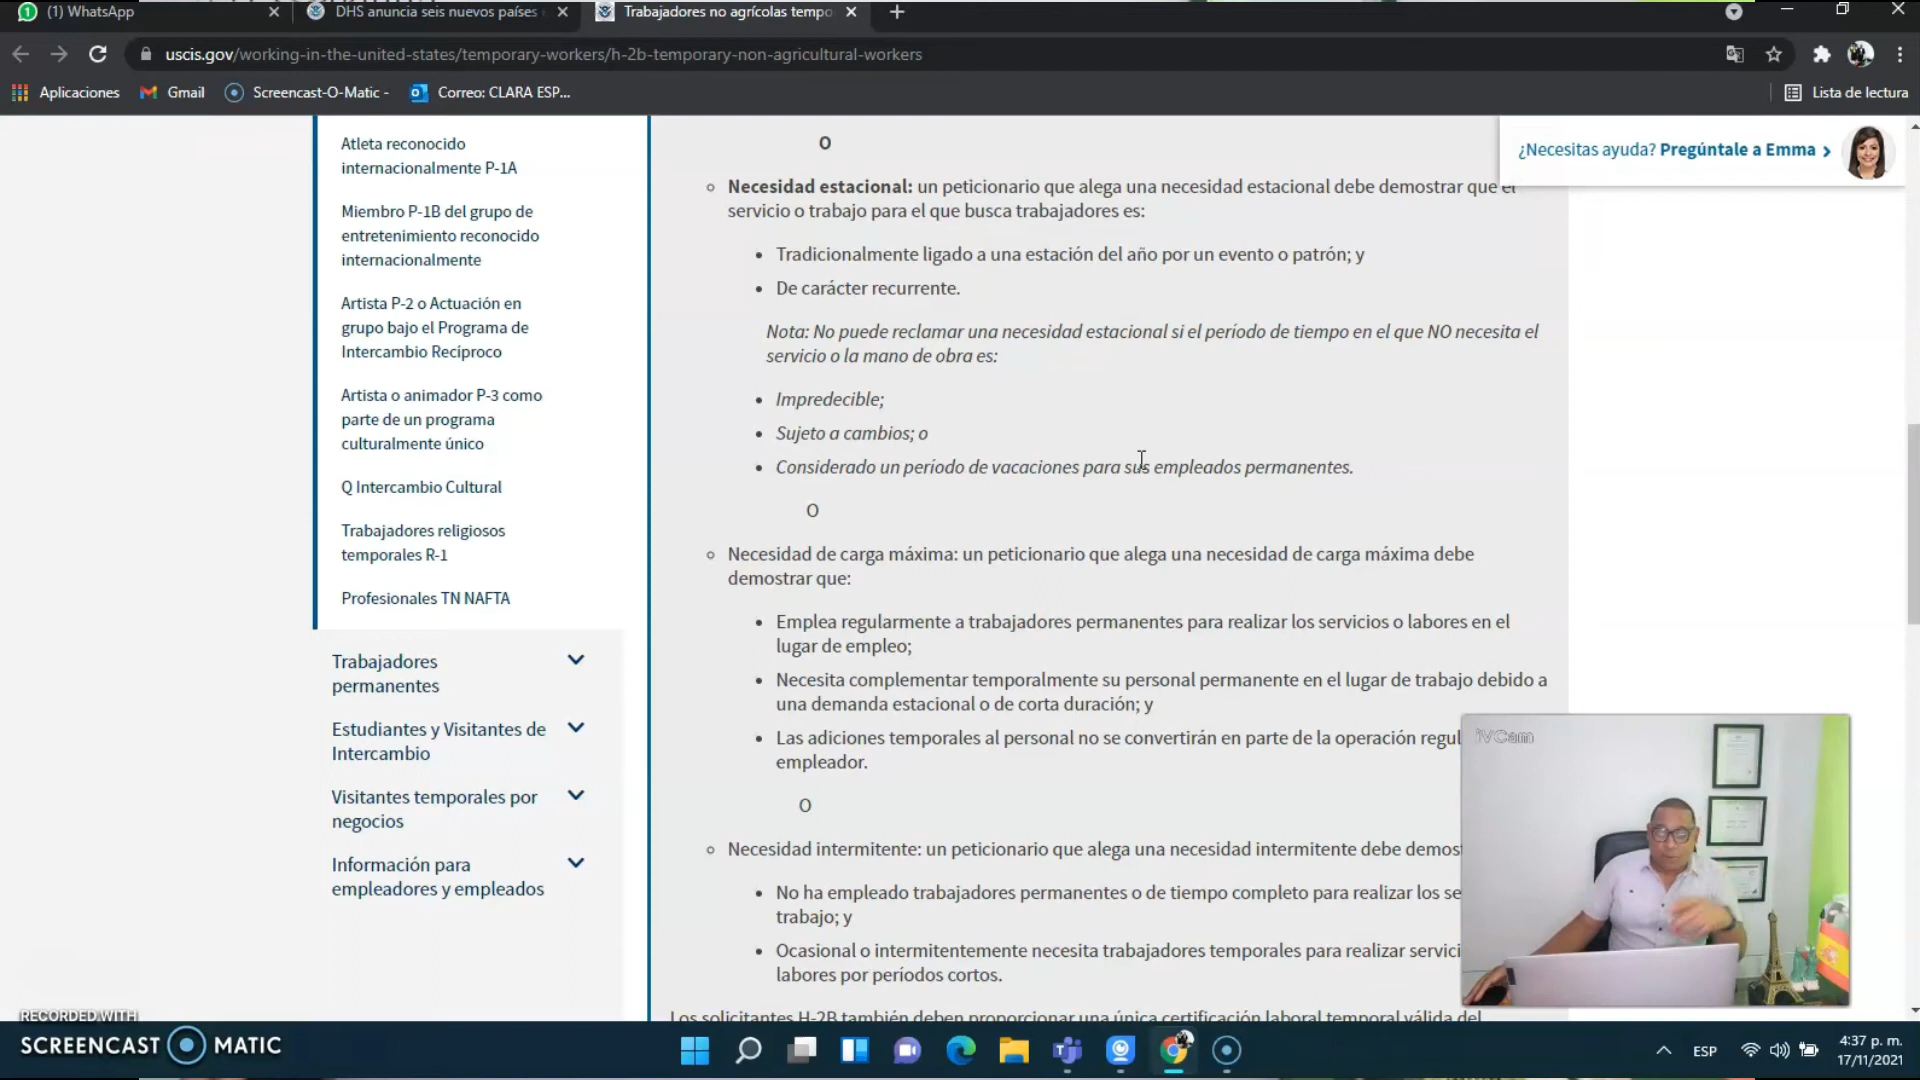 (1) WhatsApp
DHS anuncia seis nuevos países
Trabajadores no agrícolas tempo
uscis.gov/working-in-the-united-states/temporary-workers/h-2b-temporary-non-agricultural-workers
Aplicaciones
Gmail
Screencast-O-Matic -
Correo: CLARA ESP...
Lista de lectura
¿Necesitas ayuda? Pregúntale a Emma
Atleta reconocido
internacionalmente P-1A
Miembro P-1B del grupo de
entretenimiento reconocido
internacionalmente
Artista P-2 o Actuación en
grupo bajo el Programa de
Intercambio Recíproco
Artista o animador P-3 como
parte de un programa
culturalmente único
Q Intercambio Cultural
Trabajadores religiosos
temporales R-1
Profesionales TN NAFTA
Trabajadores
permanentes
Estudiantes y Visitantes de
Intercambio
Visitantes temporales por
negocios
Información para
empleadores y empleados
O
Necesidad estacional: un peticionario que alega una necesidad estacional debe demostrar que el
servicio o trabajo para el que busca trabajadores es:
Tradicionalmente ligado a una estación del año por un evento o patrón; y
De carácter recurrente.
Nota: No puede reclamar una necesidad estacional si el período de tiempo en el que NO necesita el
servicio o la mano de obra es:
Impredecible;
Sujeto a cambios; o
Considerado un período de vacaciones para sus empleados permanentes.
O
Necesidad de carga máxima: un peticionario que alega una necesidad de carga máxima debe
demostrar que:
Emplea regularmente a trabajadores permanentes para realizar los servicios o labores en el
lugar de empleo;
Necesita complementar temporalmente su personal permanente en el lugar de trabajo debido a
una demanda estacional o de corta duración; y
Las adiciones temporales al personal no se convertirán en parte de la operación regul
empleador.
O
Necesidad intermitente: un peticionario que alega una necesidad intermitente debe demost
No ha empleado trabajadores permanentes o de tiempo completo para realizar los se
trabajo; y
Ocasional o intermitentemente necesita trabajadores temporales para realizar servici
labores por períodos cortos.
Los solicitantes H-2B también deben proporcionar una única certificación laboral temporal válida del
iVCam
RECORDED WITH
SCREENCAST MATIC
ESP
4:37 p. m.
17/11/2021